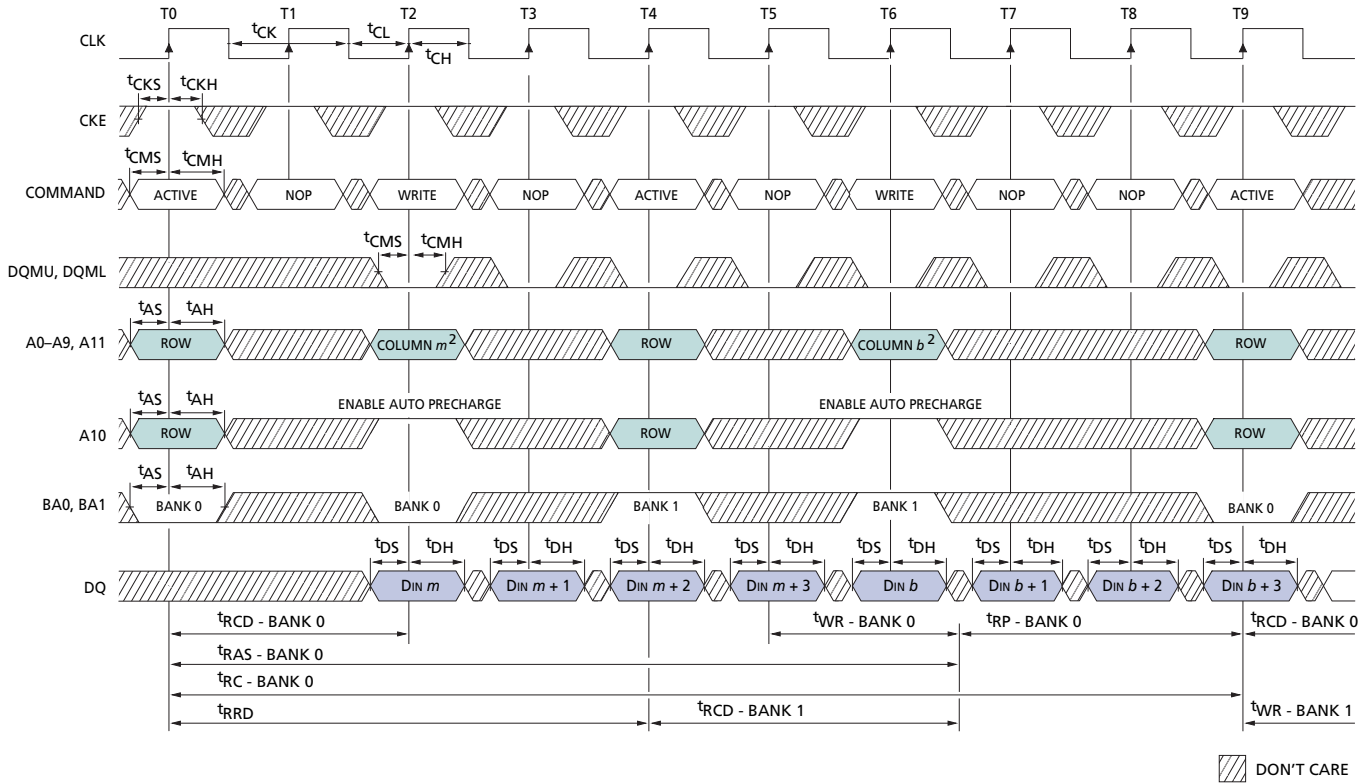 T0 T1 T2 T3 T4 T5 T6 T7 T8 T9
CLK tCK tCL tCH
tCKS tCKH
CKE
tCMS tCMH
COMMAND ACTIVE NOP WRITE NOP ACTIVE NOP WRITE NOP NOP ACTIVE
tCMS tCMH
DQMU, DQML
tAS tAH
A0–A9, A11 ROW COLUMN m2 ROW COLUMN b2 ROW
tAS tAH ENABLE AUTO PRECHARGE ENABLE AUTO PRECHARGE
A10 ROW ROW ROW
tAS tAH
BA0, BA1 BANK 0 BANK 0 BANK 1 BANK 1 BANK 0
tDS tDH tDS tDH tDS tDH tDS tDH tDS tDH tDS tDH tDS tDH tDS tDH
DQ DIN m DIN m + 1 DIN m + 2 DIN m + 3 DIN b DIN b + 1 DIN b + 2 DIN b + 3
tRCD - BANK 0 tWR - BANK 0 tRP - BANK 0 tRCD - BANK 0
tRAS - BANK 0
tRC - BANK 0
tRRD tRCD - BANK 1 tWR - BANK 1
DON'T CARE